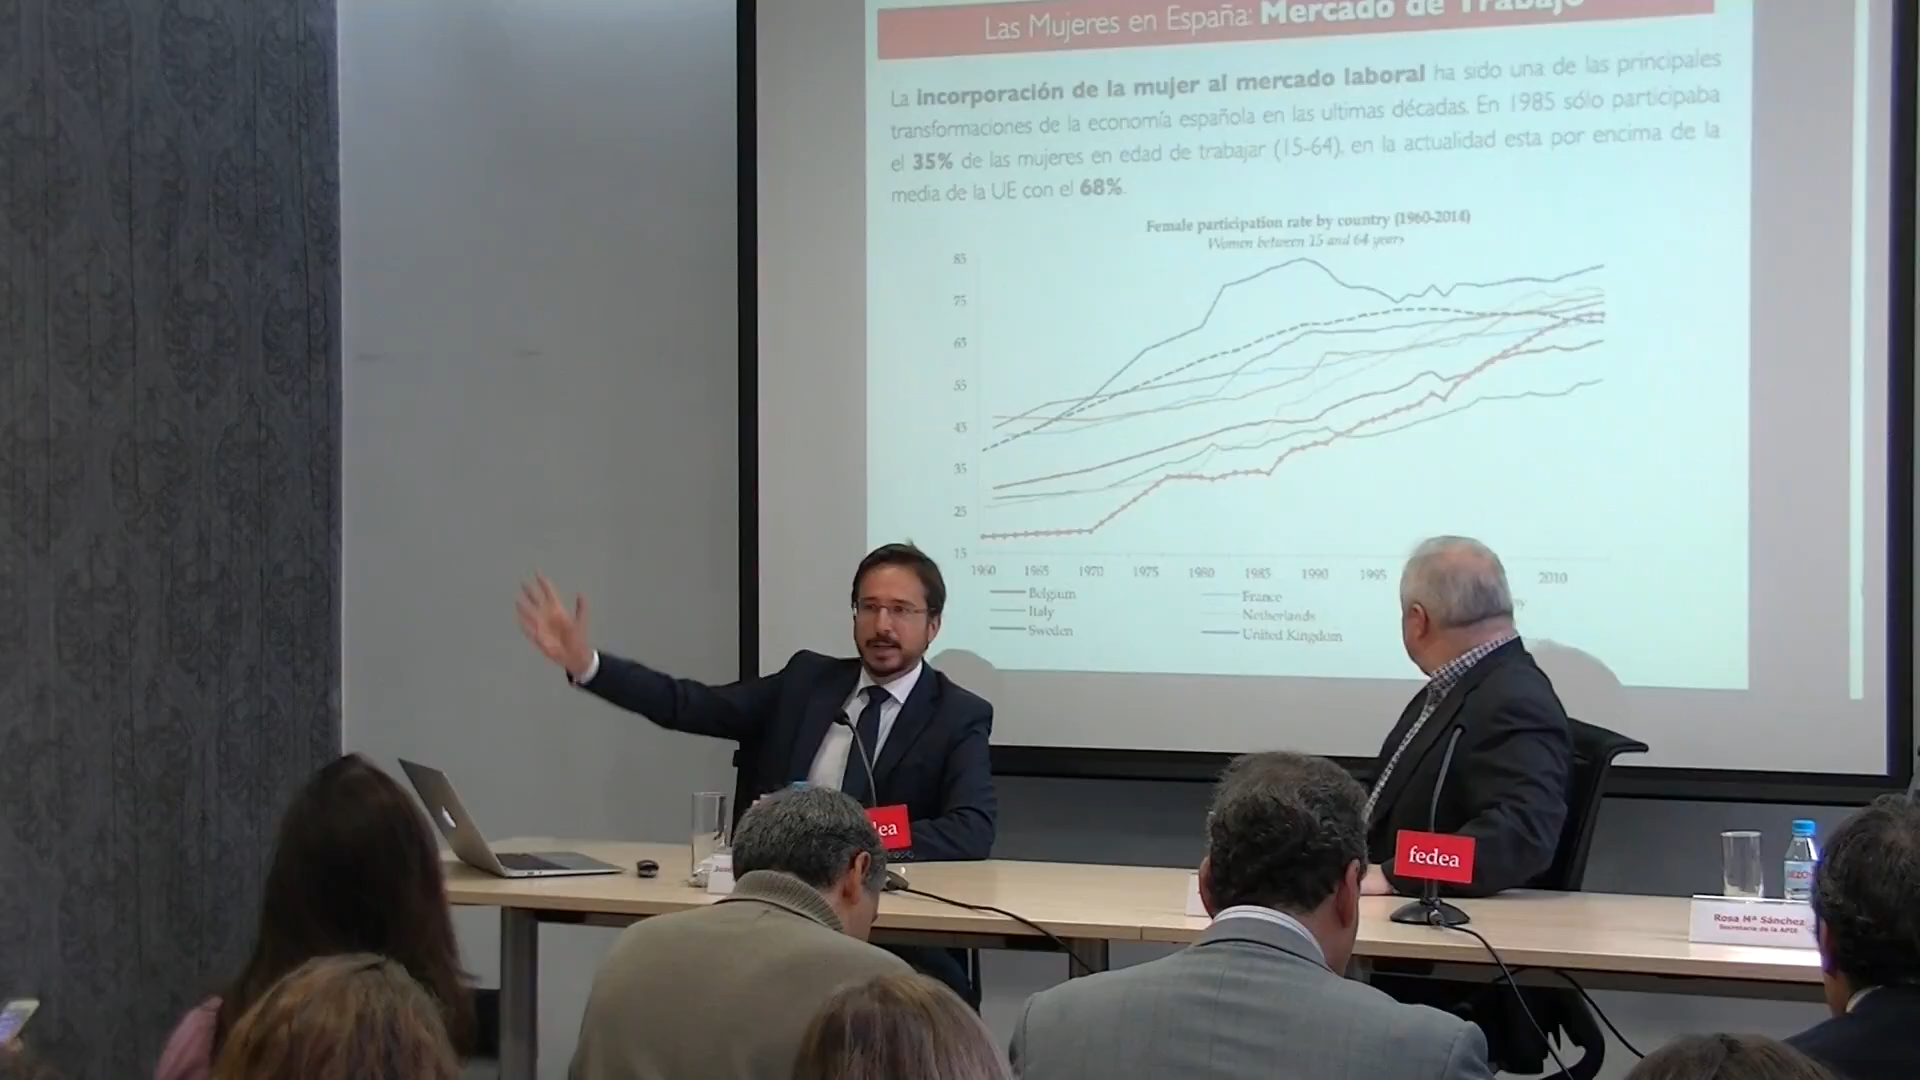 Las Mujeres en España: Mercado de Trabajo
La incorporación de la mujer al mercado laboral ha sido una de las principales
transformaciones de la economía española en las ultimas décadas. En 1985 sólo participaba
el 35% de las mujeres en edad de trabajar (15-64), en la actualidad esta por encima de la
media de la UE con el 68%.
Female participation rate by country (1960-2014)
Women between 15 and 64 years
85
75
65
55
45
35
25
15
1960 1965 1970 1975 1980 1985 1990 1995 2010
Belgium France
Italy Netherlands
Sweden United Kingdom
fedea
Rosa Mª Sánchez
Secretaria de la APIE